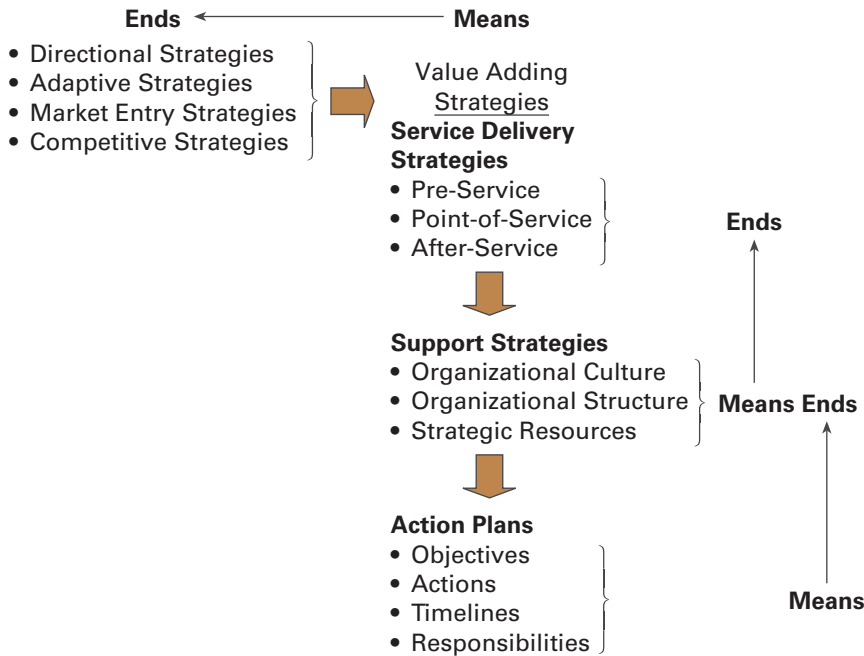 Ends Means
• Directional Strategies
• Adaptive Strategies
• Market Entry Strategies
• Competitive Strategies
Value Adding
Strategies
Service Delivery
Strategies
• Pre-Service
• Point-of-Service
• After-Service
Ends
Support Strategies
• Organizational Culture
• Organizational Structure
• Strategic Resources
Means Ends
Action Plans
• Objectives
• Actions
• Timelines
• Responsibilities
Means